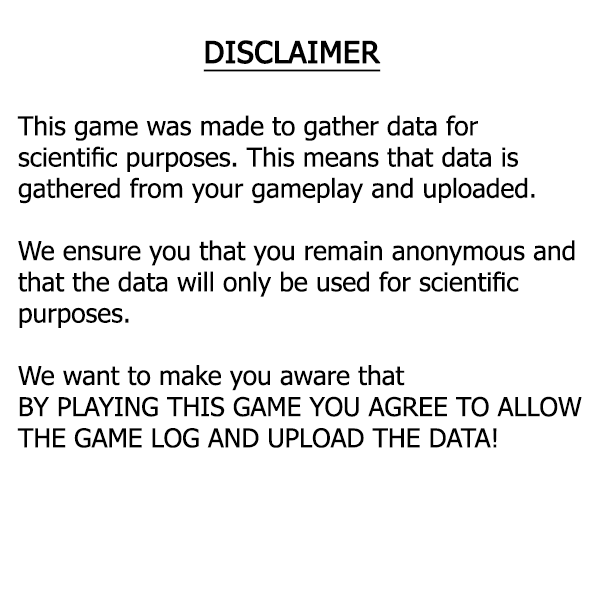 DISCLAIMER
This game was made to gather data for
scientific purposes. This means that data is
gathered from your gameplay and uploaded.
We ensure you that you remain anonymous and
that the data will only be used for scientific
purposes.
We want to make you aware that
BY PLAYING THIS GAME YOU AGREE TO ALLOW
THE GAME LOG AND UPLOAD THE DATA!